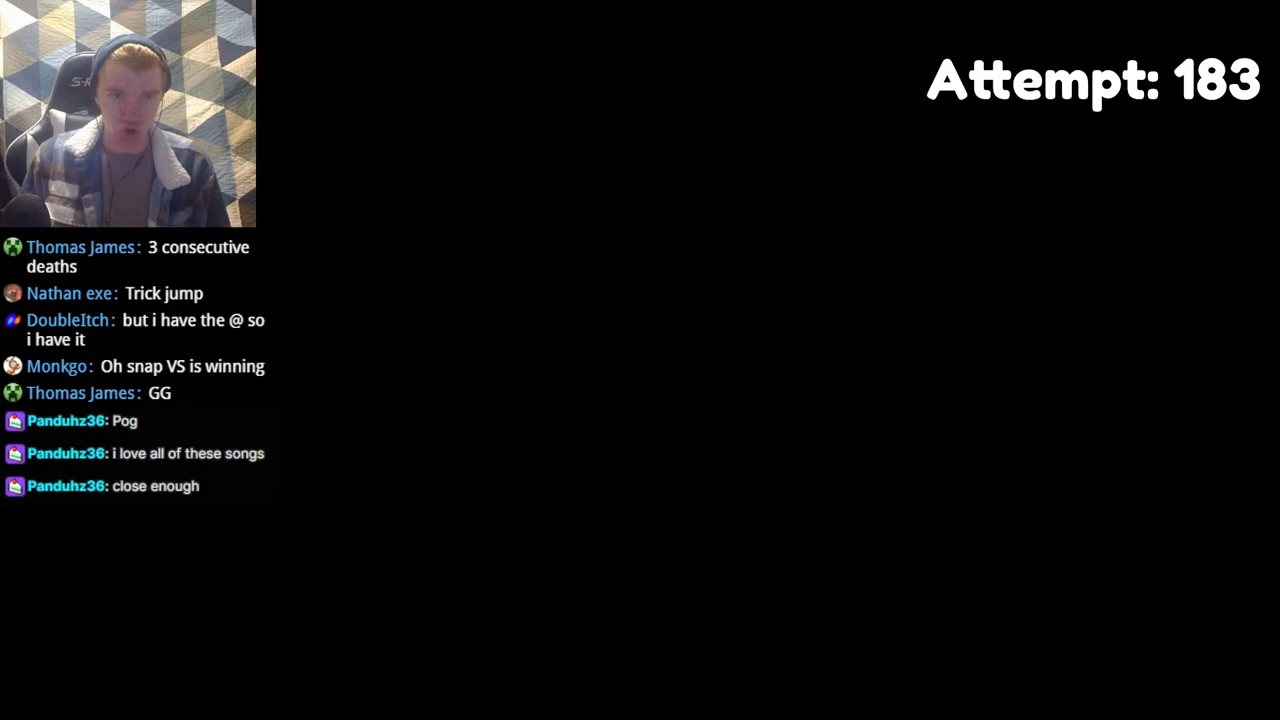 Attempt: 183
S-R
Thomas James: 3 consecutive
deaths
Nathan exe: Trick jump
DoubleItch: but i have the @ so
i have it
Monkgo: Oh snap VS is winning
Thomas James: GG
Panduhz36: Pog
Panduhz36: i love all of these songs
Panduhz36: close enough